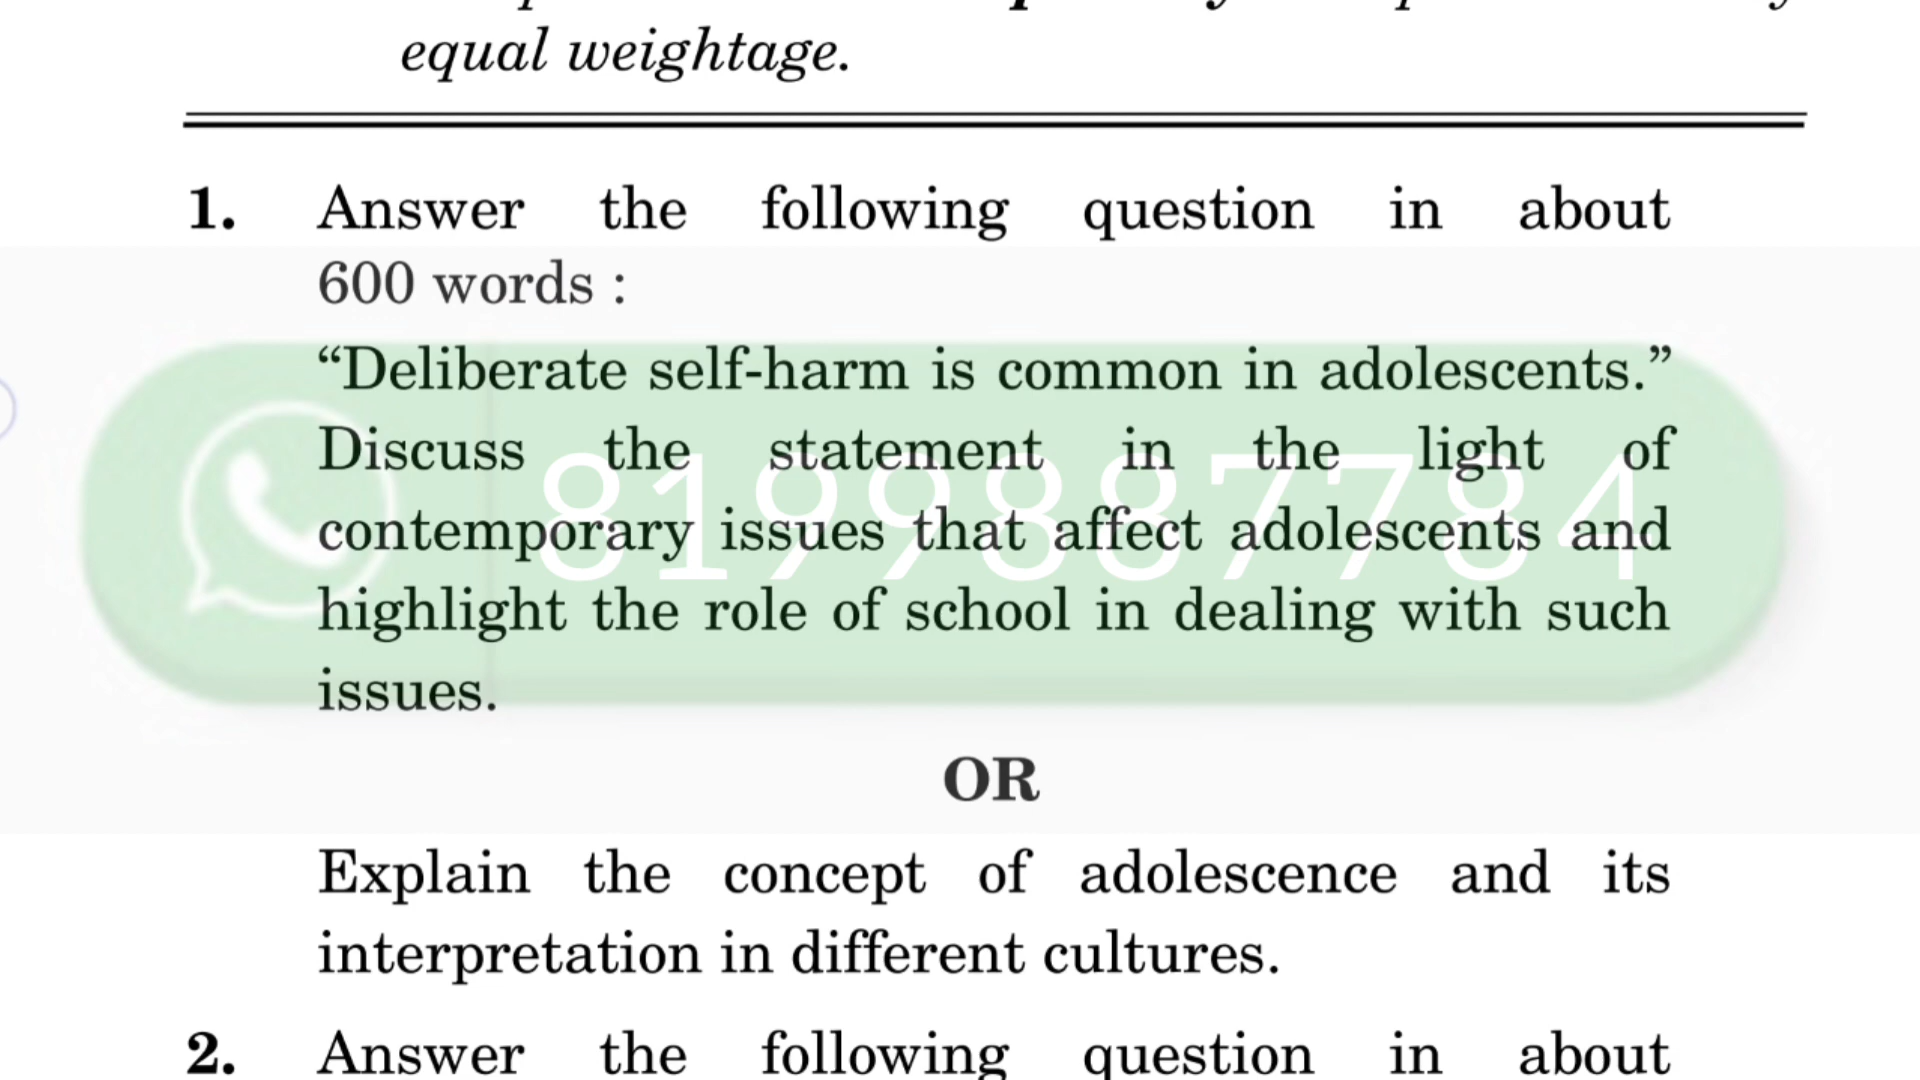 equal weightage.
1. Answer the following question in about
600 words :
“Deliberate self-harm is common in adolescents.”
Discuss the statement in the light of
contemporary issues that affect adolescents and
highlight the role of school in dealing with such
issues.
8199887784
OR
Explain the concept of adolescence and its
interpretation in different cultures.
2. Answer the following question in about